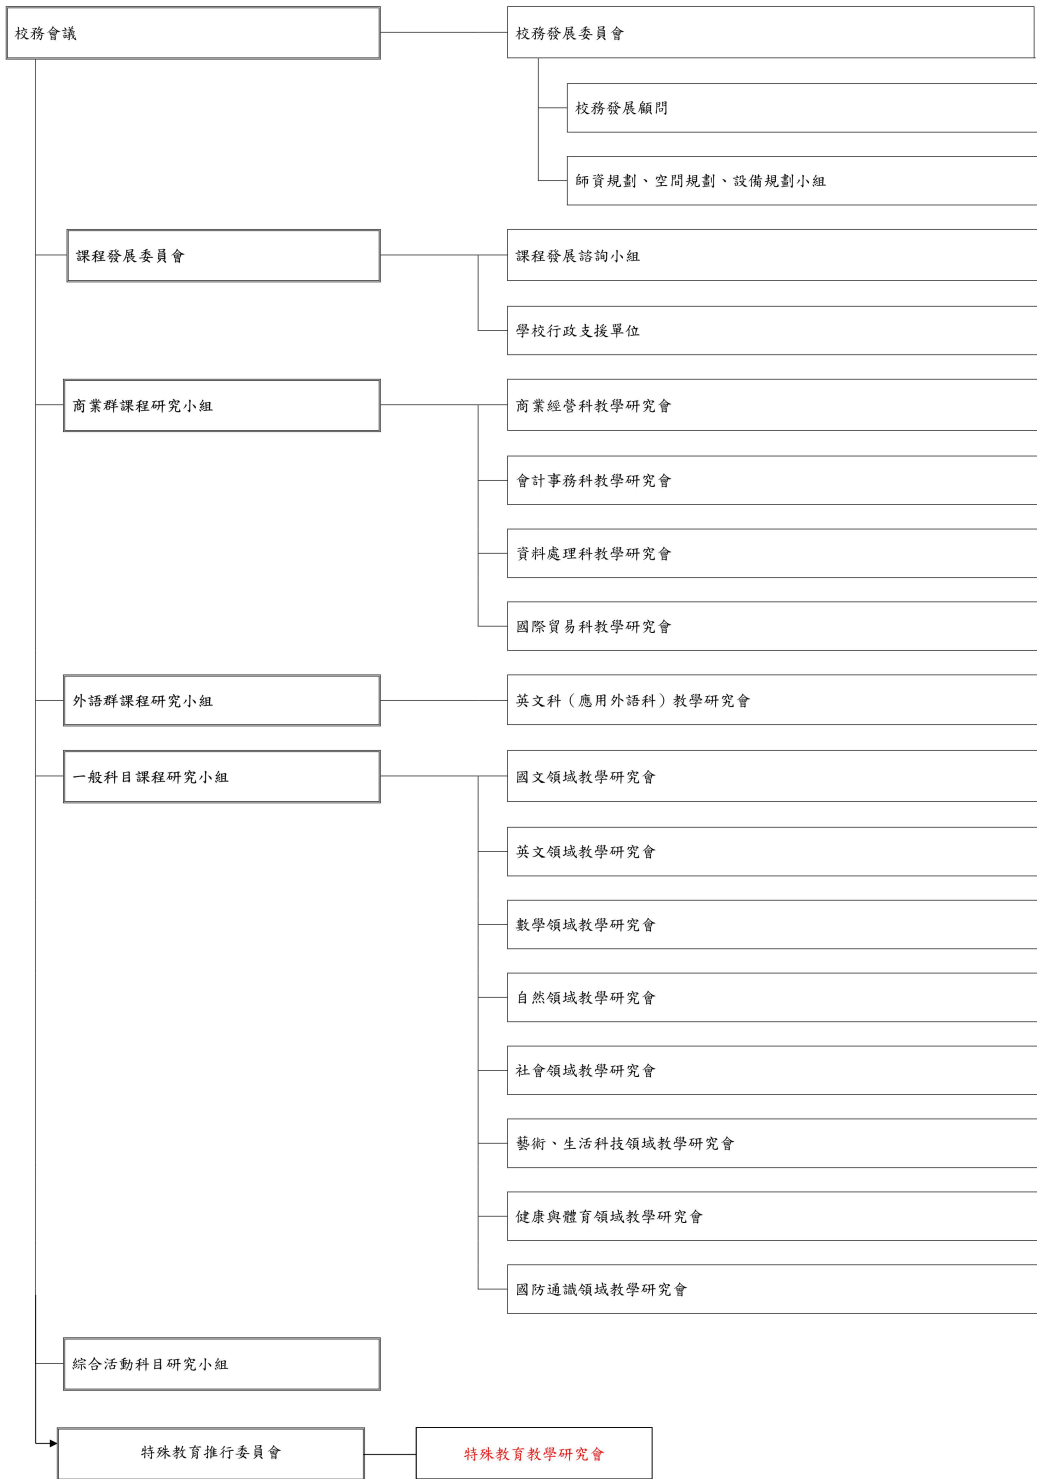 校務會議
校務發展委員會
校務發展顧問
師資規劃、空間規劃、設備規劃小組
課程發展委員會
課程發展諮詢小組
學校行政支援單位
商業群課程研究小組
商業經營科教學研究會
會計事務科教學研究會
資料處理科教學研究會
國際貿易科教學研究會
外語群課程研究小組
英文科（應用外語科）教學研究會
一般科目課程研究小組
國文領域教學研究會
英文領域教學研究會
數學領域教學研究會
自然領域教學研究會
社會領域教學研究會
藝術、生活科技領域教學研究會
健康與體育領域教學研究會
國防通識領域教學研究會
綜合活動科目研究小組
特殊教育推行委員會
特殊教育教學研究會